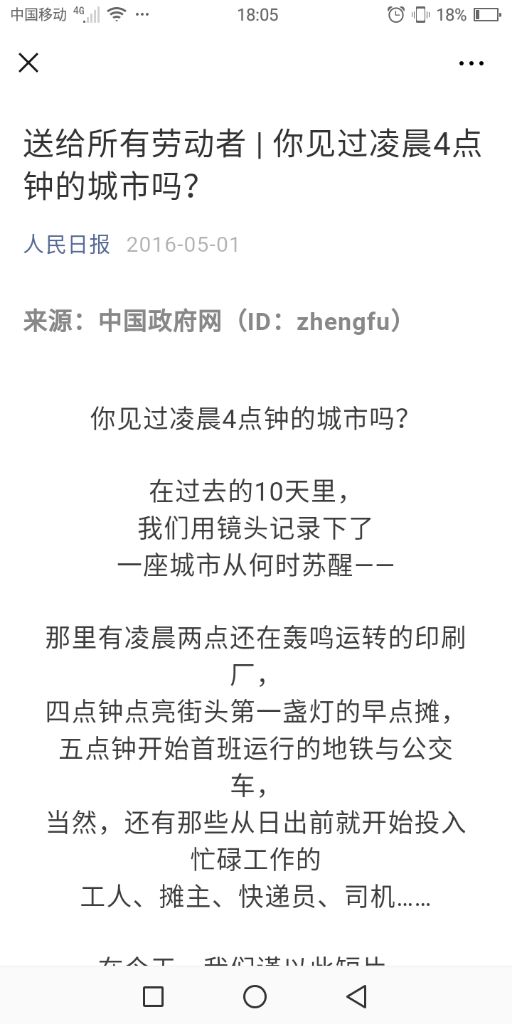 中国移动 4G ... 18:05 18%
送给所有劳动者 | 你见过凌晨4点
钟的城市吗?
人民日报 2016-05-01
来源：中国政府网（ID：zhengfu）
你见过凌晨4点钟的城市吗?
在过去的10天里，
我们用镜头记录下了
一座城市从何时苏醒——
那里有凌晨两点还在轰鸣运转的印刷
厂，
四点钟点亮街头第一盏灯的早点摊，
五点钟开始首班运行的地铁与公交
车，
当然，还有那些从日出前就开始投入
忙碌工作的
工人、摊主、快递员、司机……